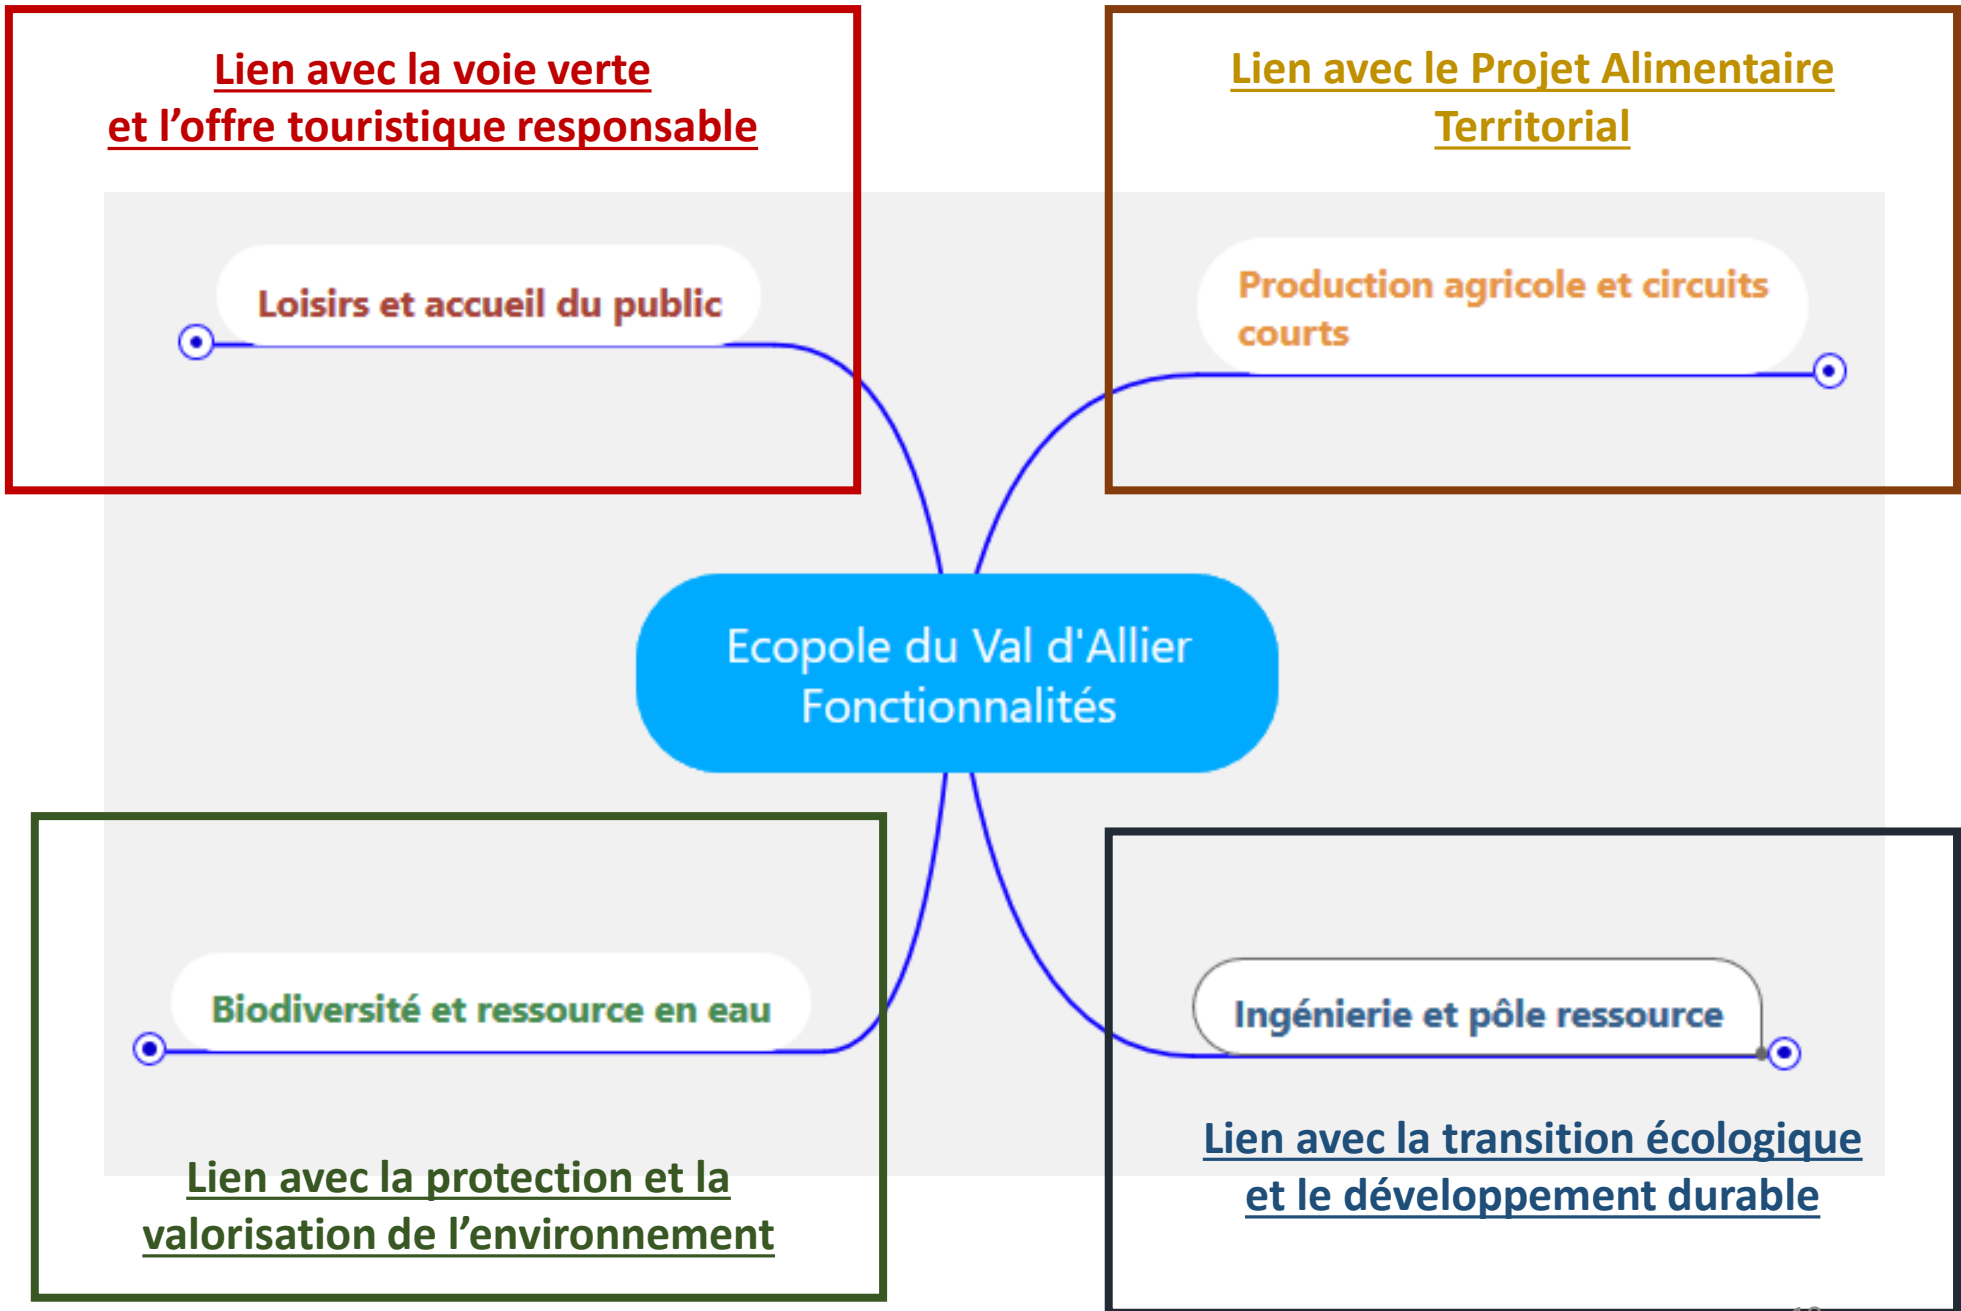 Lien avec la voie verte
et l’offre touristique responsable
Lien avec le Projet Alimentaire
Territorial
Loisirs et accueil du public
Production agricole et circuits
courts
Ecopole du Val d'Allier
Fonctionnalités
Biodiversité et ressource en eau
Ingénierie et pôle ressource
Lien avec la protection et la
valorisation de l’environnement
Lien avec la transition écologique
et le développement durable